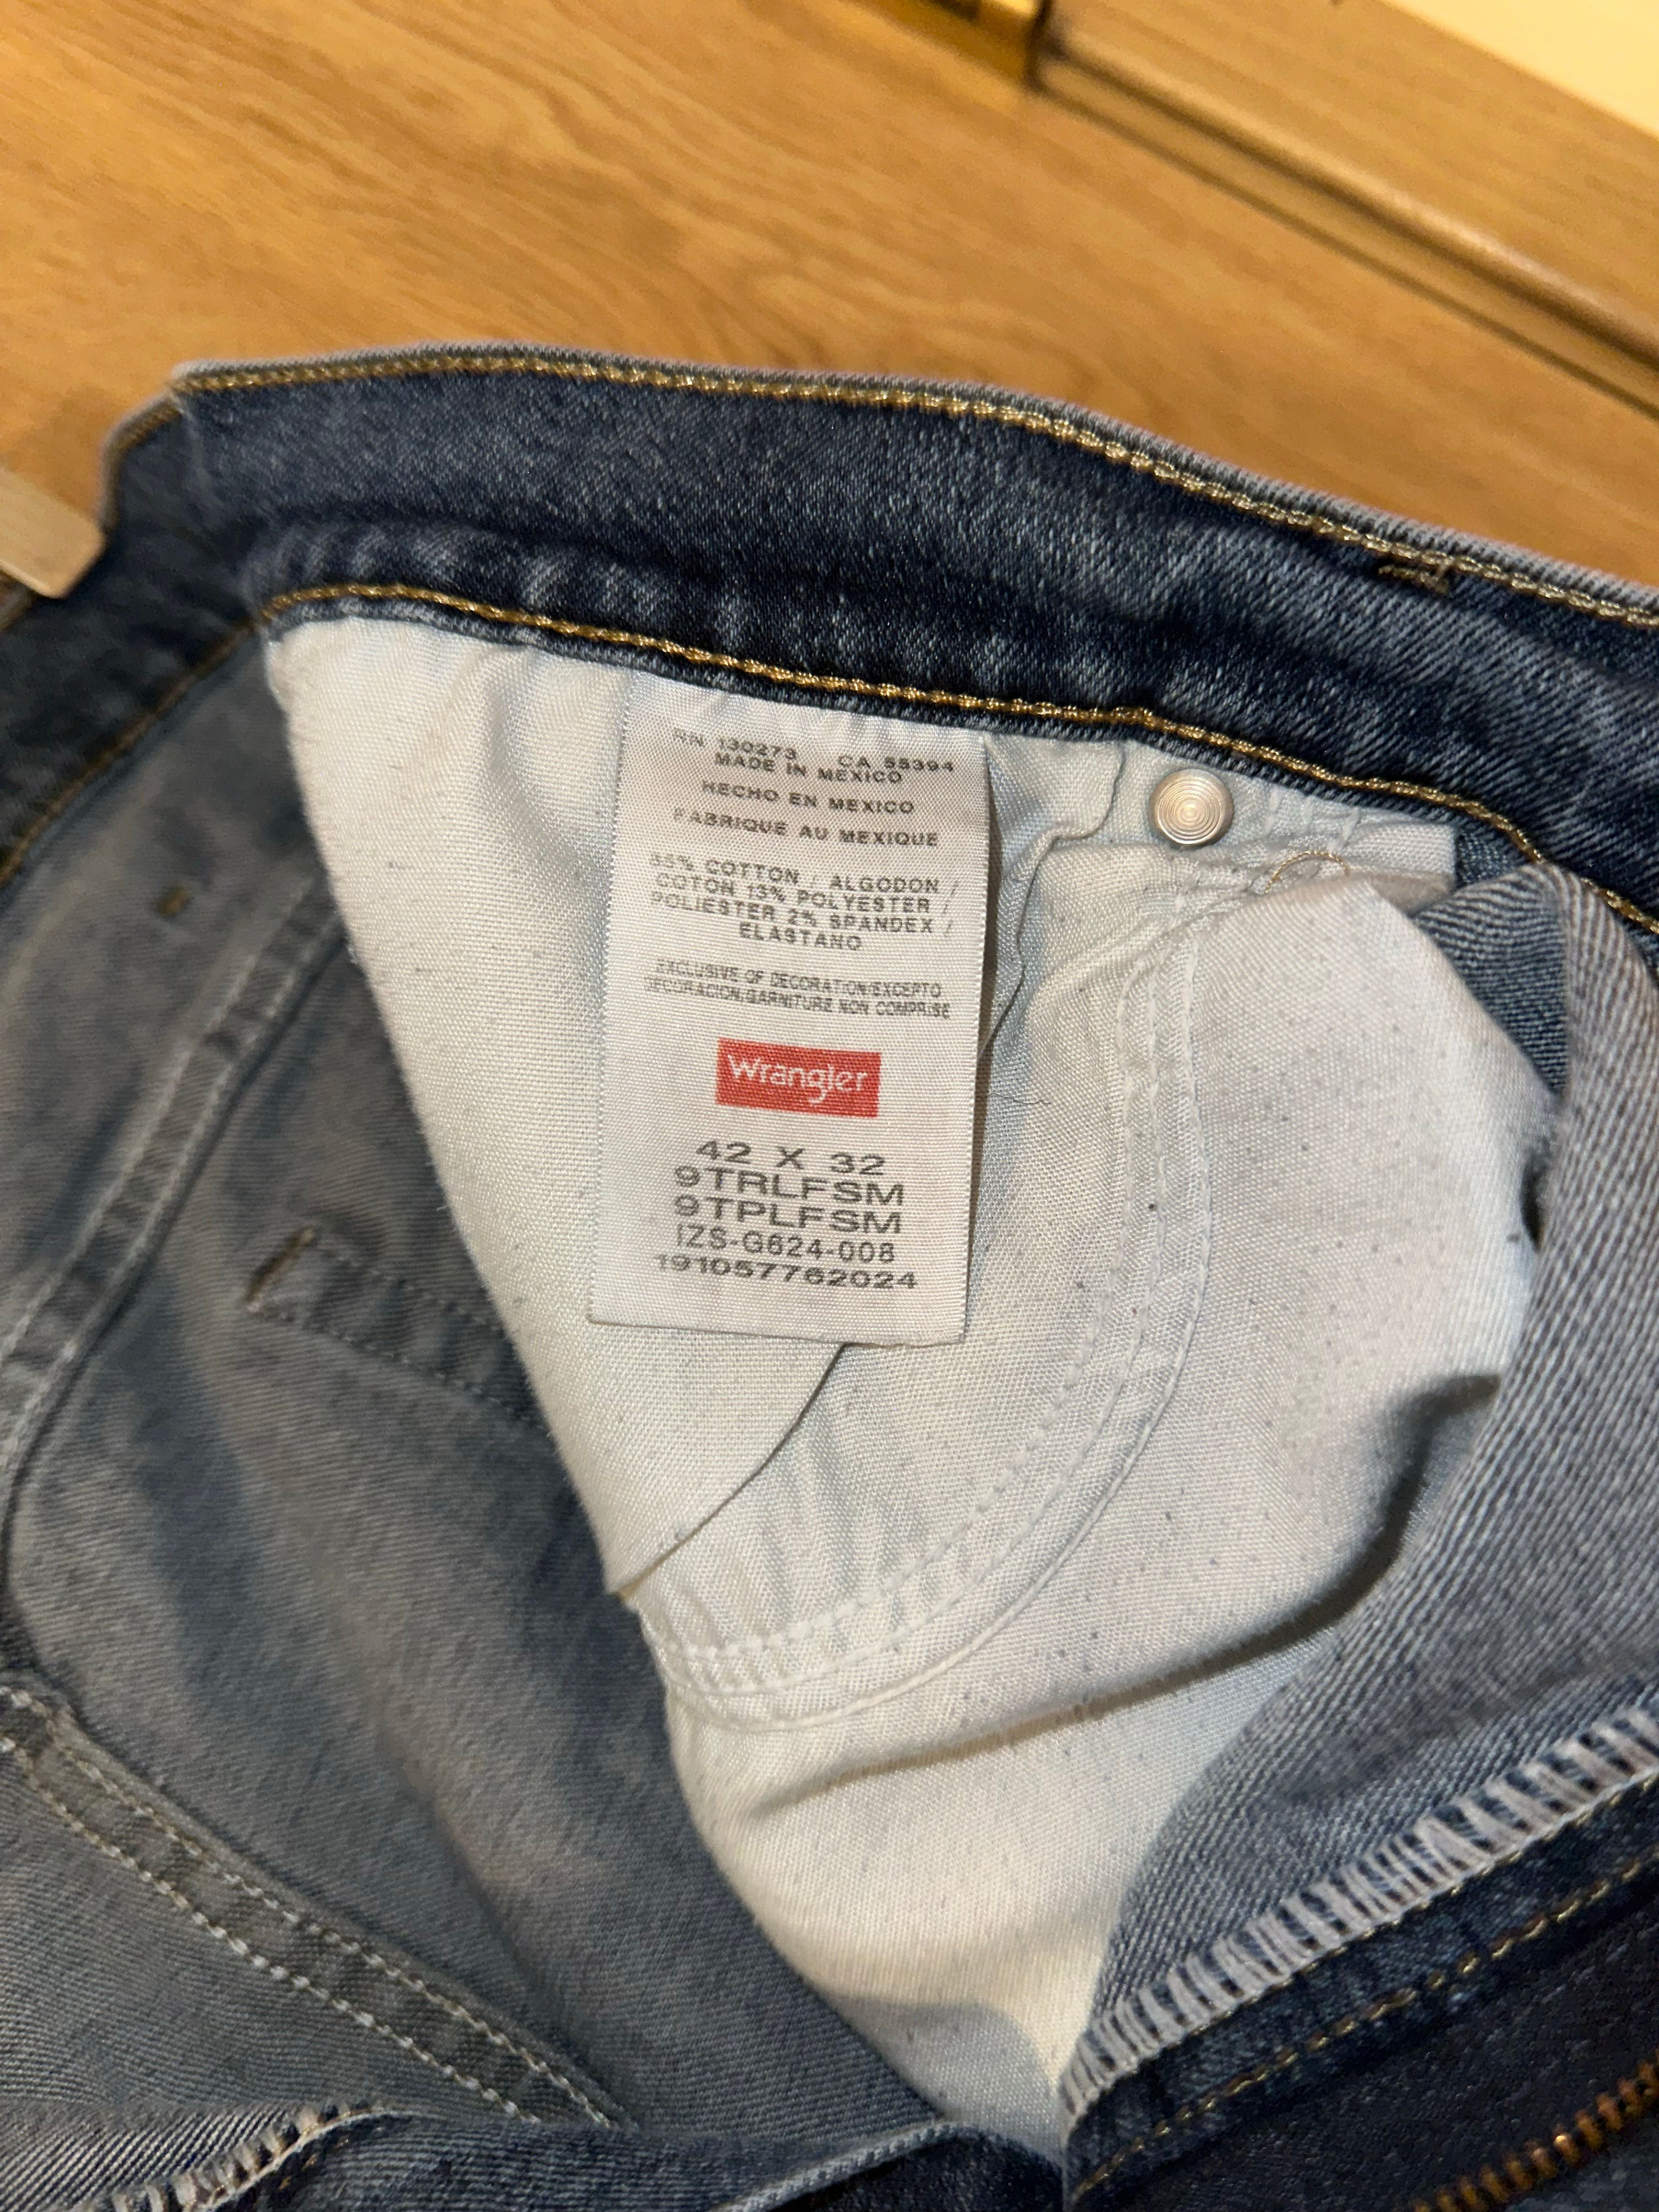 RN 130273 CA 55394
MADE IN MEXICO
HECHO EN MEXICO
FABRIQUE AU MEXIQUE
85% COTTON / ALGODON /
COTON 13% POLYESTER /
POLIESTER 2% SPANDEX /
ELASTANO
EXCLUSIVE OF DECORATION/EXCEPTO
DECORACION/GARNITURE NON COMPRISE
Wrangler
42 X 32
9TRLFSM
9TPLFSM
IZS-G624-008
191057762024